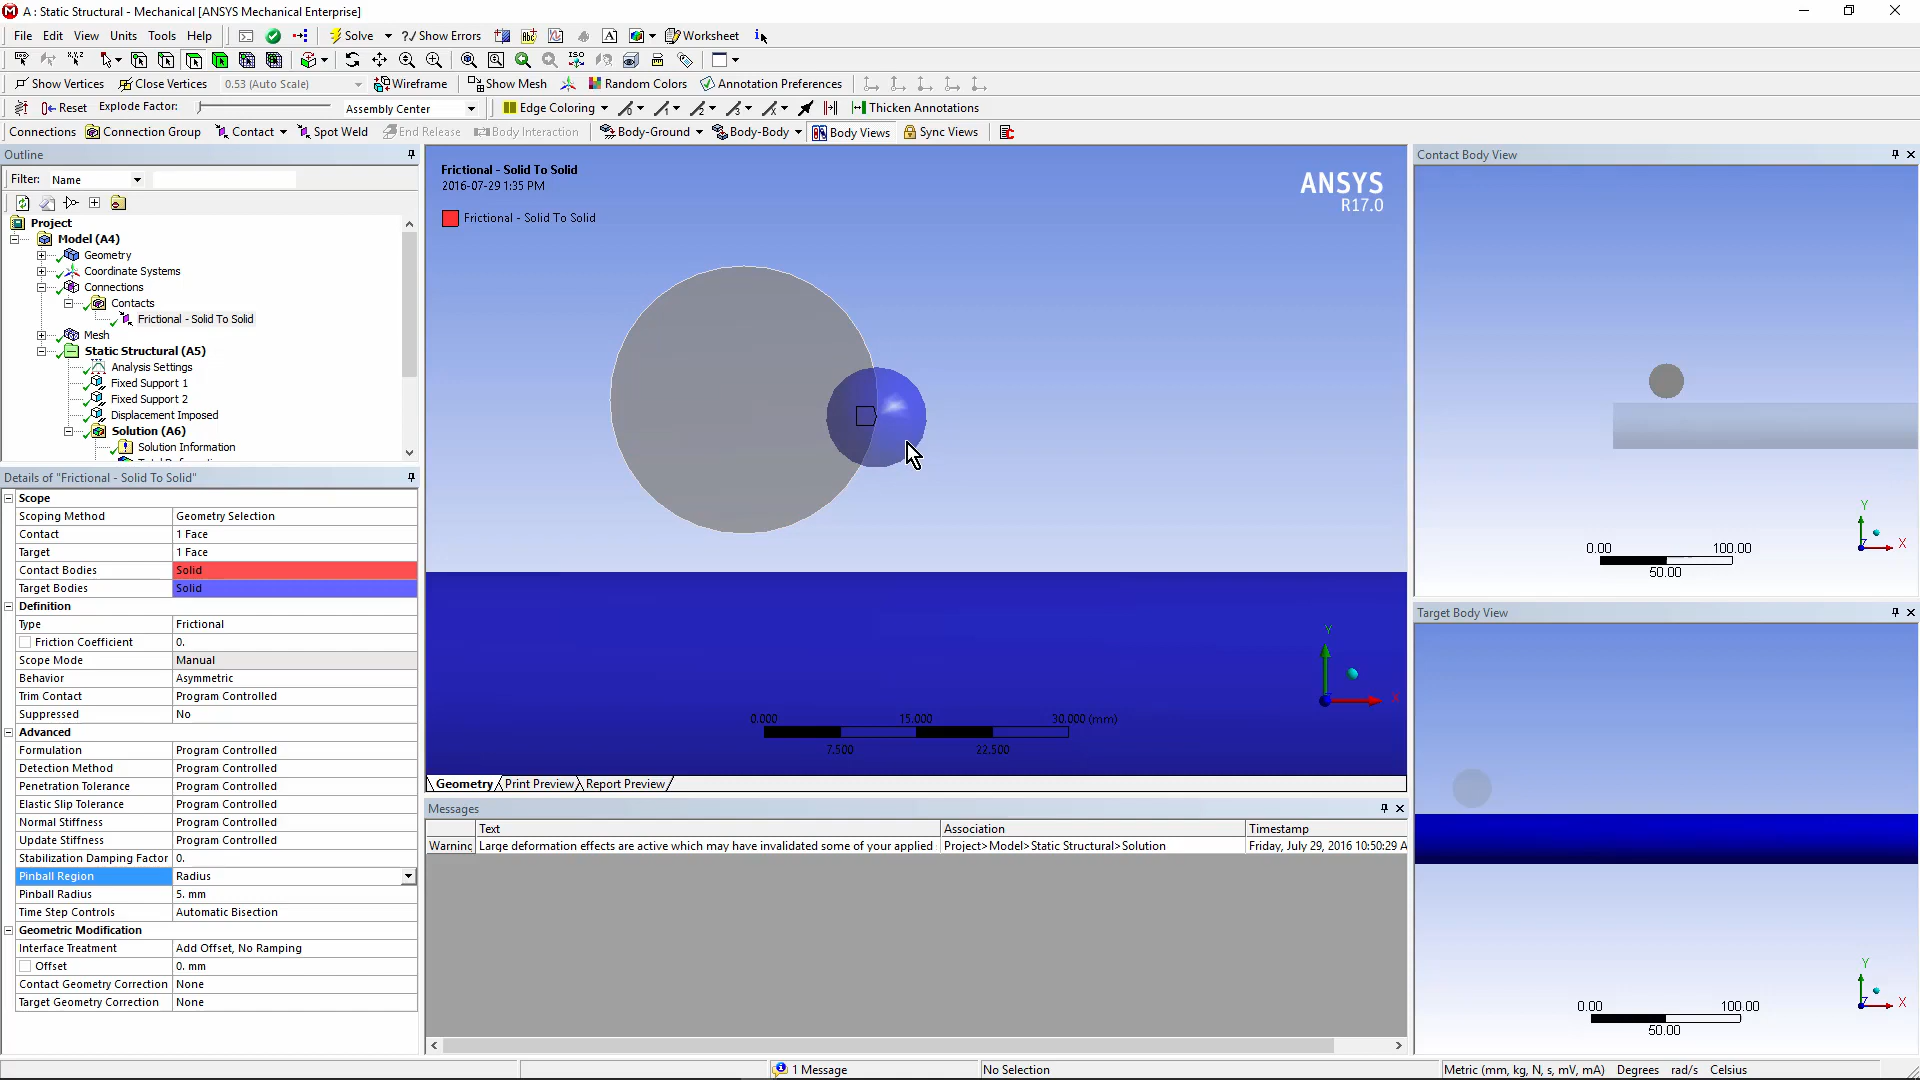 A : Static Structural - Mechanical [ANSYS Mechanical Enterprise]
File Edit View Units Tools Help Solve ?/Show Errors Worksheet
Show Vertices Close Vertices 0.53 (Auto Scale) Wireframe Show Mesh Random Colors Annotation Preferences
Reset Explode Factor: Assembly Center Edge Coloring Thicken Annotations
Connections Connection Group Contact Spot Weld End Release Body Interaction Body-Ground Body-Body Body Views Sync Views
Outline
Filter: Name
Project
Model (A4)
Geometry
Coordinate Systems
Connections
Contacts
Frictional - Solid To Solid
Mesh
Static Structural (A5)
Analysis Settings
Fixed Support 1
Fixed Support 2
Displacement Imposed
Solution (A6)
Solution Information
Details of "Frictional - Solid To Solid"
Scope
Scoping Method Geometry Selection
Contact 1 Face
Target 1 Face
Contact Bodies Solid
Target Bodies Solid
Definition
Type Frictional
Friction Coefficient 0.
Scope Mode Manual
Behavior Asymmetric
Trim Contact Program Controlled
Suppressed No
Advanced
Formulation Program Controlled
Detection Method Program Controlled
Penetration Tolerance Program Controlled
Elastic Slip Tolerance Program Controlled
Normal Stiffness Program Controlled
Update Stiffness Program Controlled
Stabilization Damping Factor 0.
Pinball Region Radius
Pinball Radius 5. mm
Time Step Controls Automatic Bisection
Geometric Modification
Interface Treatment Add Offset, No Ramping
Offset 0. mm
Contact Geometry Correction None
Target Geometry Correction None
Frictional - Solid To Solid
2016-07-29 1:35 PM
Frictional - Solid To Solid
ANSYS
R17.0
Y
X
0.000 15.000 30.000 (mm)
7.500 22.500
Geometry Print Preview Report Preview
Messages
Text Association Timestamp
Warning Large deformation effects are active which may have invalidated some of your applied Project>Model>Static Structural>Solution Friday, July 29, 2016 10:50:29 A
Contact Body View
Y
X
Z
0.00 100.00
50.00
Target Body View
Y
X
Z
0.00 100.00
50.00
1 Message No Selection Metric (mm, kg, N, s, mV, mA) Degrees rad/s Celsius